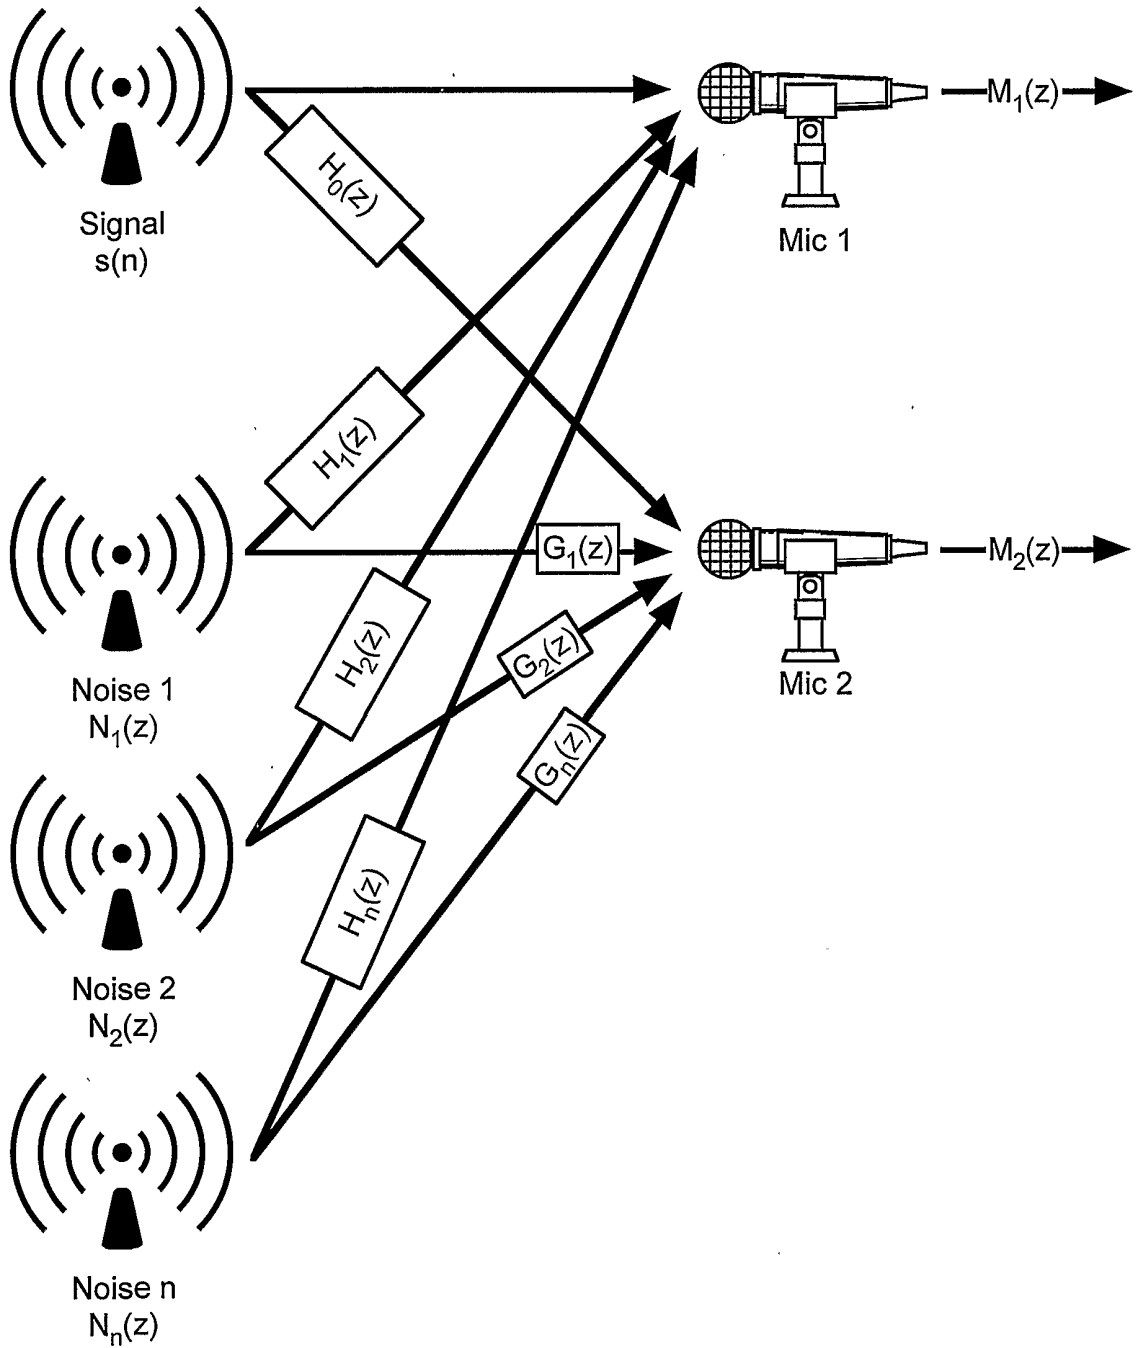 Signal
s(n)
H0(z)
M1(z)
Mic 1
H1(z)
Noise 1
N1(z)
G1(z)
M2(z)
Mic 2
H2(z)
G2(z)
Gn(z)
Noise 2
N2(z)
Hn(z)
Noise n
Nn(z)